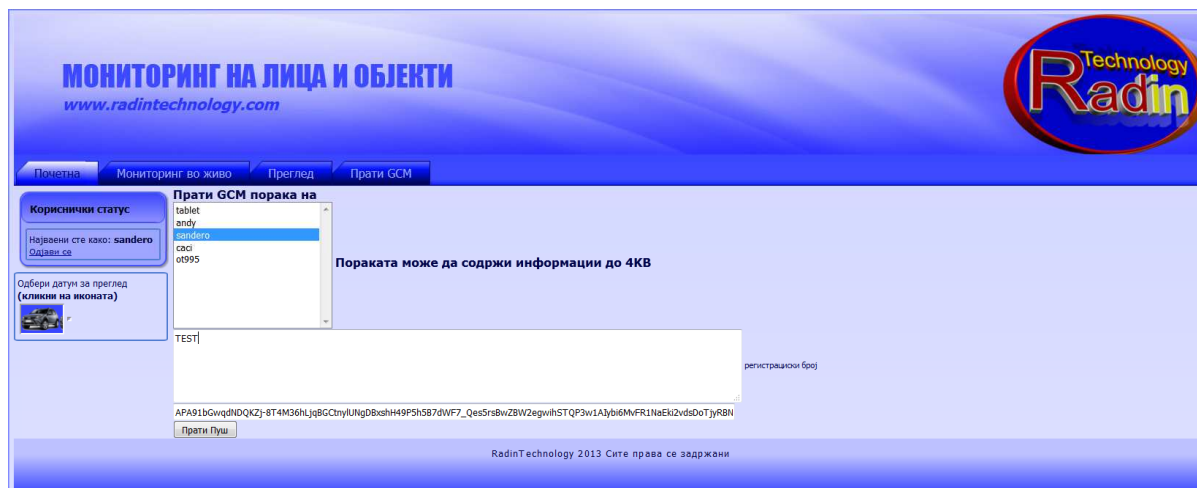 МОНИТОРИНГ НА ЛИЦА И ОБЈЕКТИ
www.radintechnology.com
Technology
Radin
Почетна Мониторинг во живо Преглед Прати GCM
Кориснички статус
Најваени сте како: sandero
Одјави се
Одбери датум за преглед
(кликни на иконата)
Прати GCM порака на
tablet
andy
sandero
caci
ot995
Пораката може да содржи информации до 4KB
TEST
регистрациски број
APA91bGwqdNDQKZj-8T4M36hLjqBGCtnylUNgDBxshH49P5h5B7dWF7_Qes5rsBwZBW2egwihSTQP3w1AIybi6MvFR1NaEki2vdsDoTjyRBN
Прати Пуш
RadinTechnology 2013 Сите права се задржани